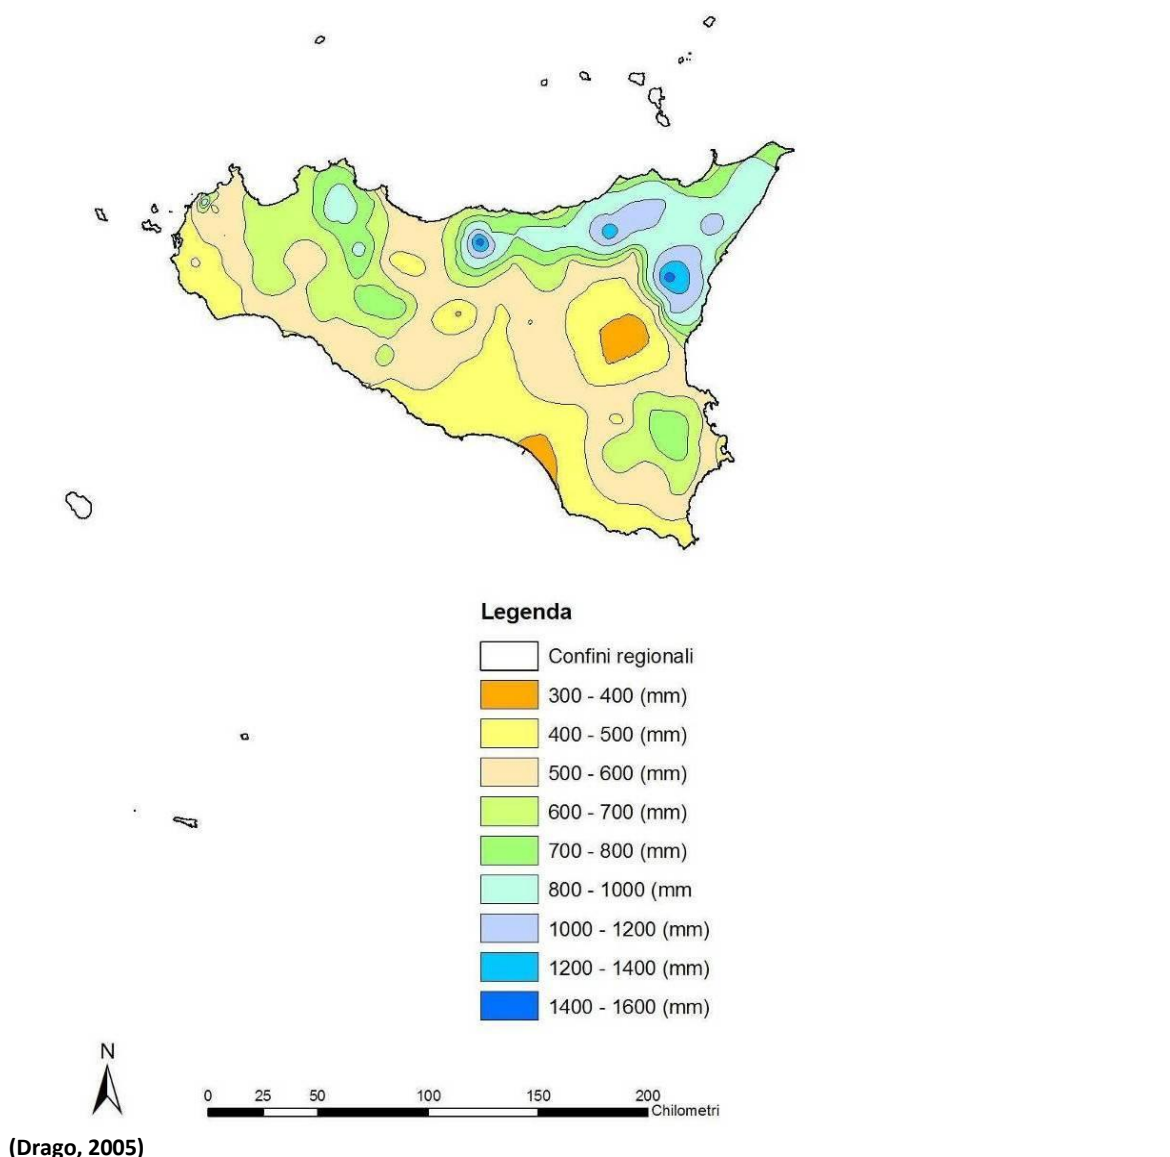 Legenda
Confini regionali
300 - 400 (mm)
400 - 500 (mm)
500 - 600 (mm)
600 - 700 (mm)
700 - 800 (mm)
800 - 1000 (mm
1000 - 1200 (mm)
1200 - 1400 (mm)
1400 - 1600 (mm)
N
0 25 50 100 150 200
Chilometri
(Drago, 2005)